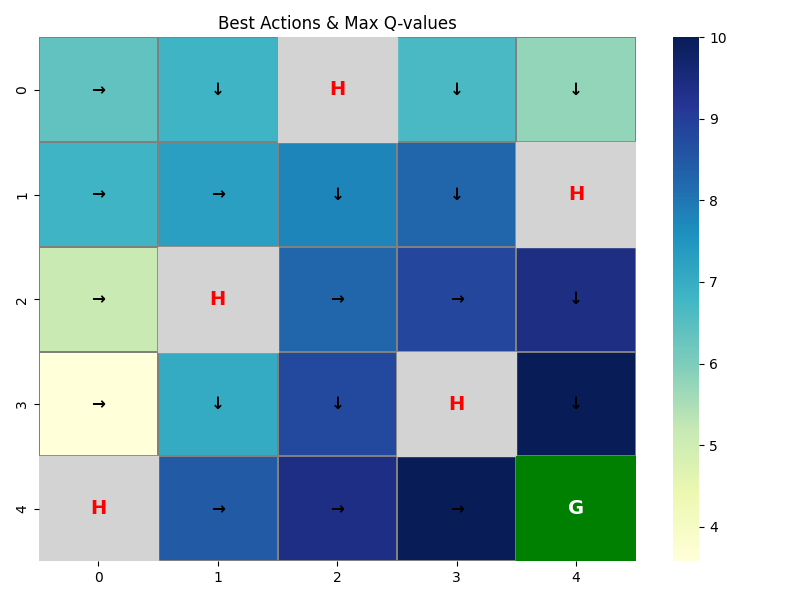 Best Actions & Max Q-values
0 → ↓ H ↓ ↓
1 → → ↓ ↓ H
2 → H → → ↓
3 → ↓ ↓ H ↓
4 H → → → G
0 1 2 3 4
10
9
8
7
6
5
4